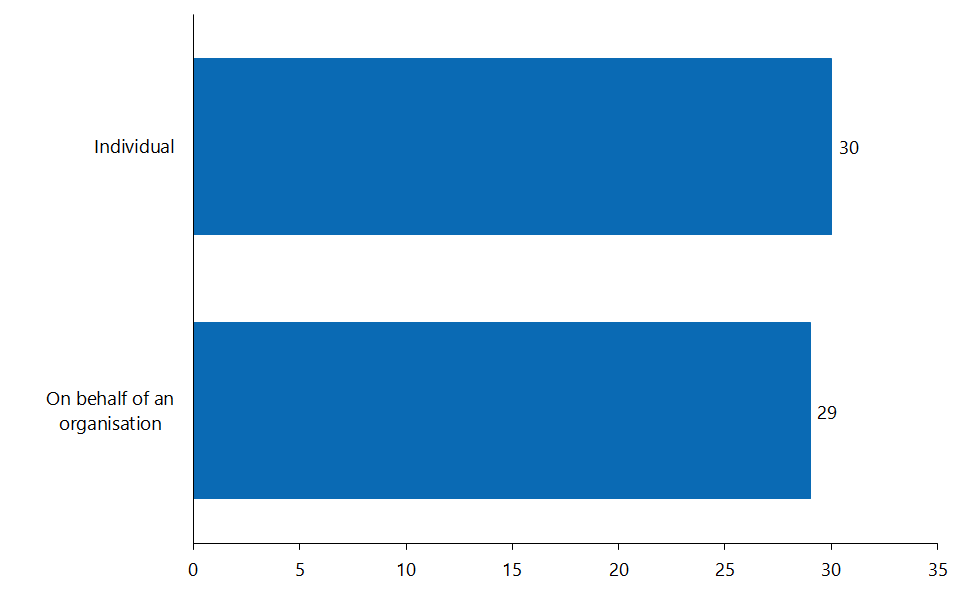 Individual
30
On behalf of an
organisation
29
0 5 10 15 20 25 30 35